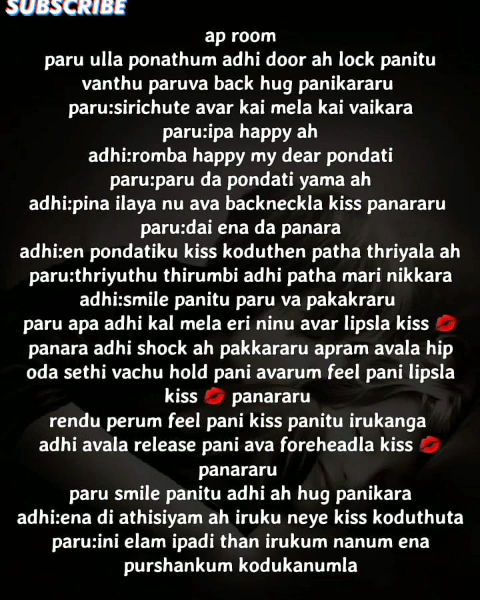 SUBSCRIBE
ap room
paru ulla ponathum adhi door ah lock panitu
vanthu paruva back hug panikararu
paru:sirichute avar kai mela kai vaikara
paru:ipa happy ah
adhi:romba happy my dear pondati
paru:paru da pondati yama ah
adhi:pina ilaya nu ava backneckla kiss panararu
paru:dai ena da panara
adhi:en pondatiku kiss koduthen patha thriyala ah
paru:thriyuthu thirumbi adhi patha mari nikkara
adhi:smile panitu paru va pakakraru
paru apa adhi kal mela eri ninu avar lipsla kiss 💋
panara adhi shock ah pakkararu apram avala hip
oda sethi vachu hold pani avarum feel pani lipsla
kiss 💋 panararu
rendu perum feel pani kiss panitu irukanga
adhi avala release pani ava foreheadla kiss 💋
panararu
paru smile panitu adhi ah hug panikara
adhi:ena di athisiyam ah iruku neye kiss koduthuta
paru:ini elam ipadi than irukum nanum ena
purshankum kodukanumla